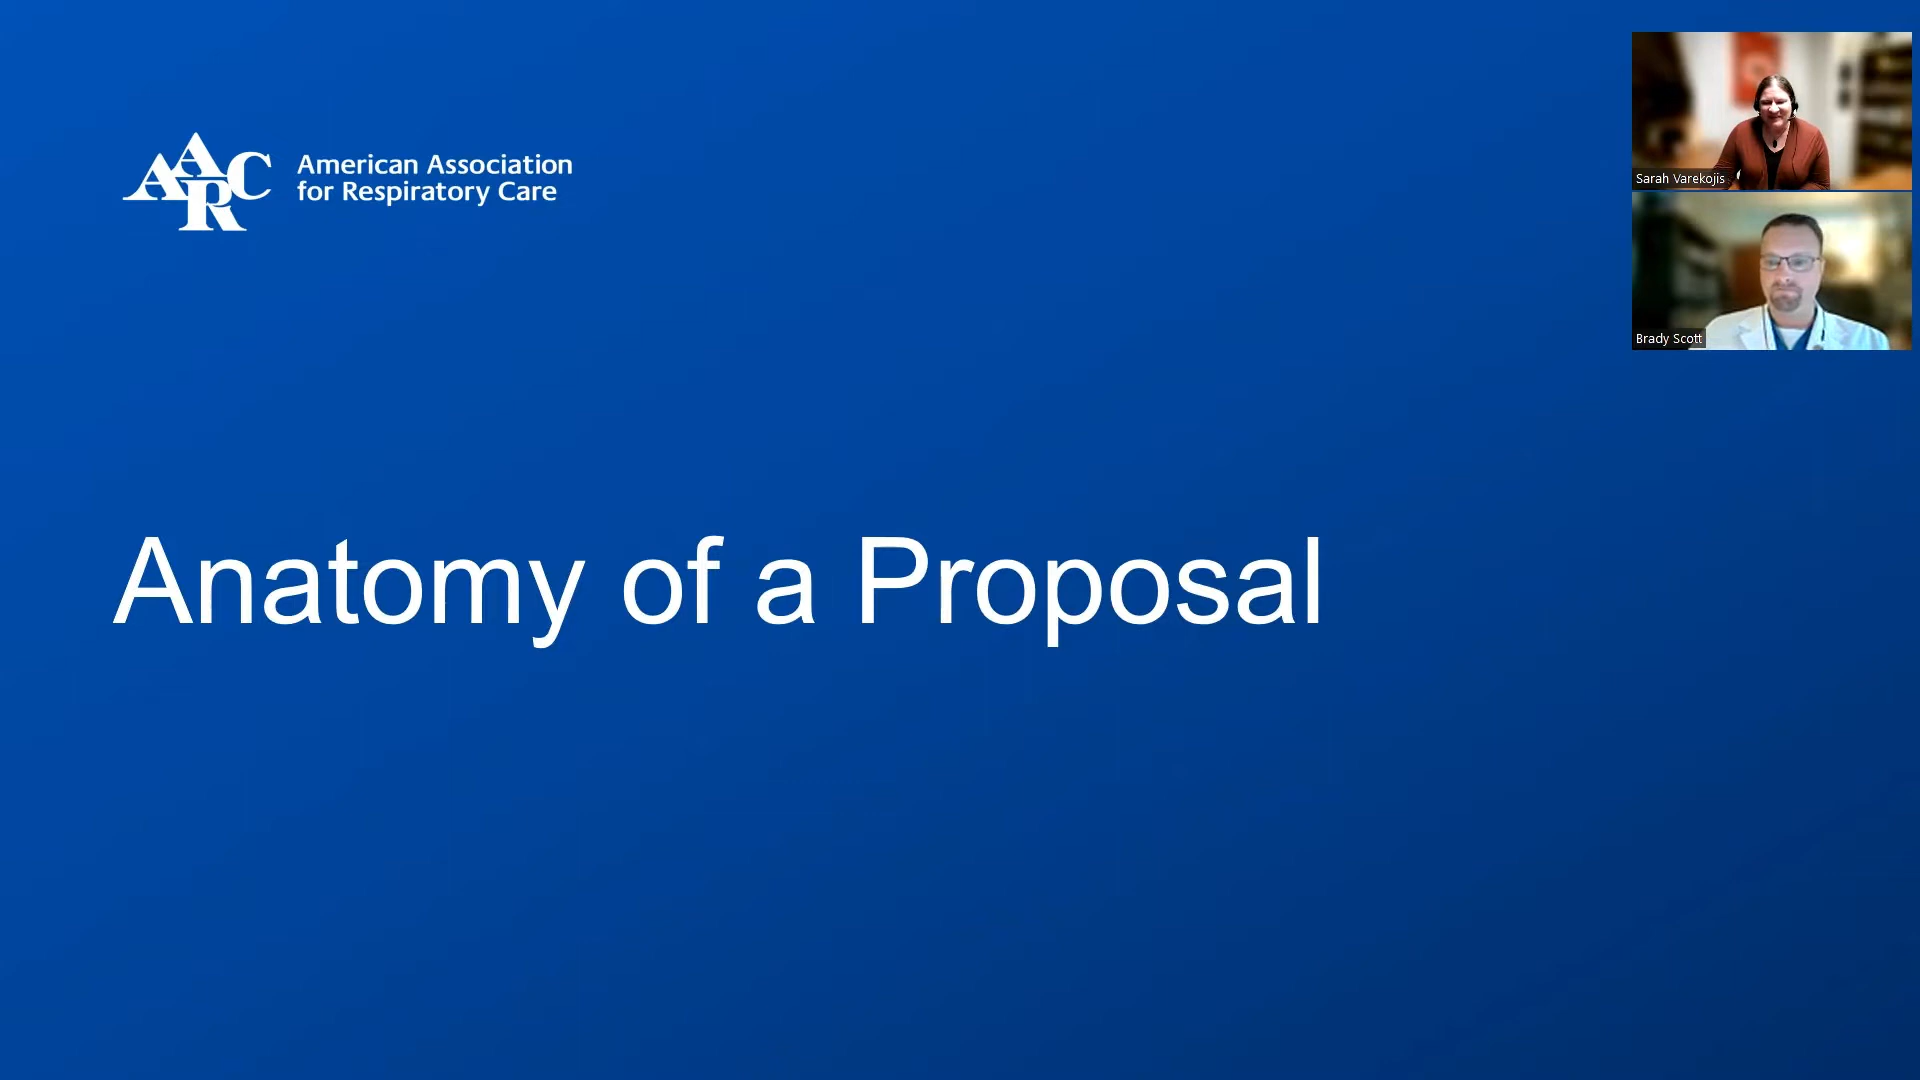 AARC
American Association
for Respiratory Care
Sarah Varekojis
Brady Scott
Anatomy of a Proposal